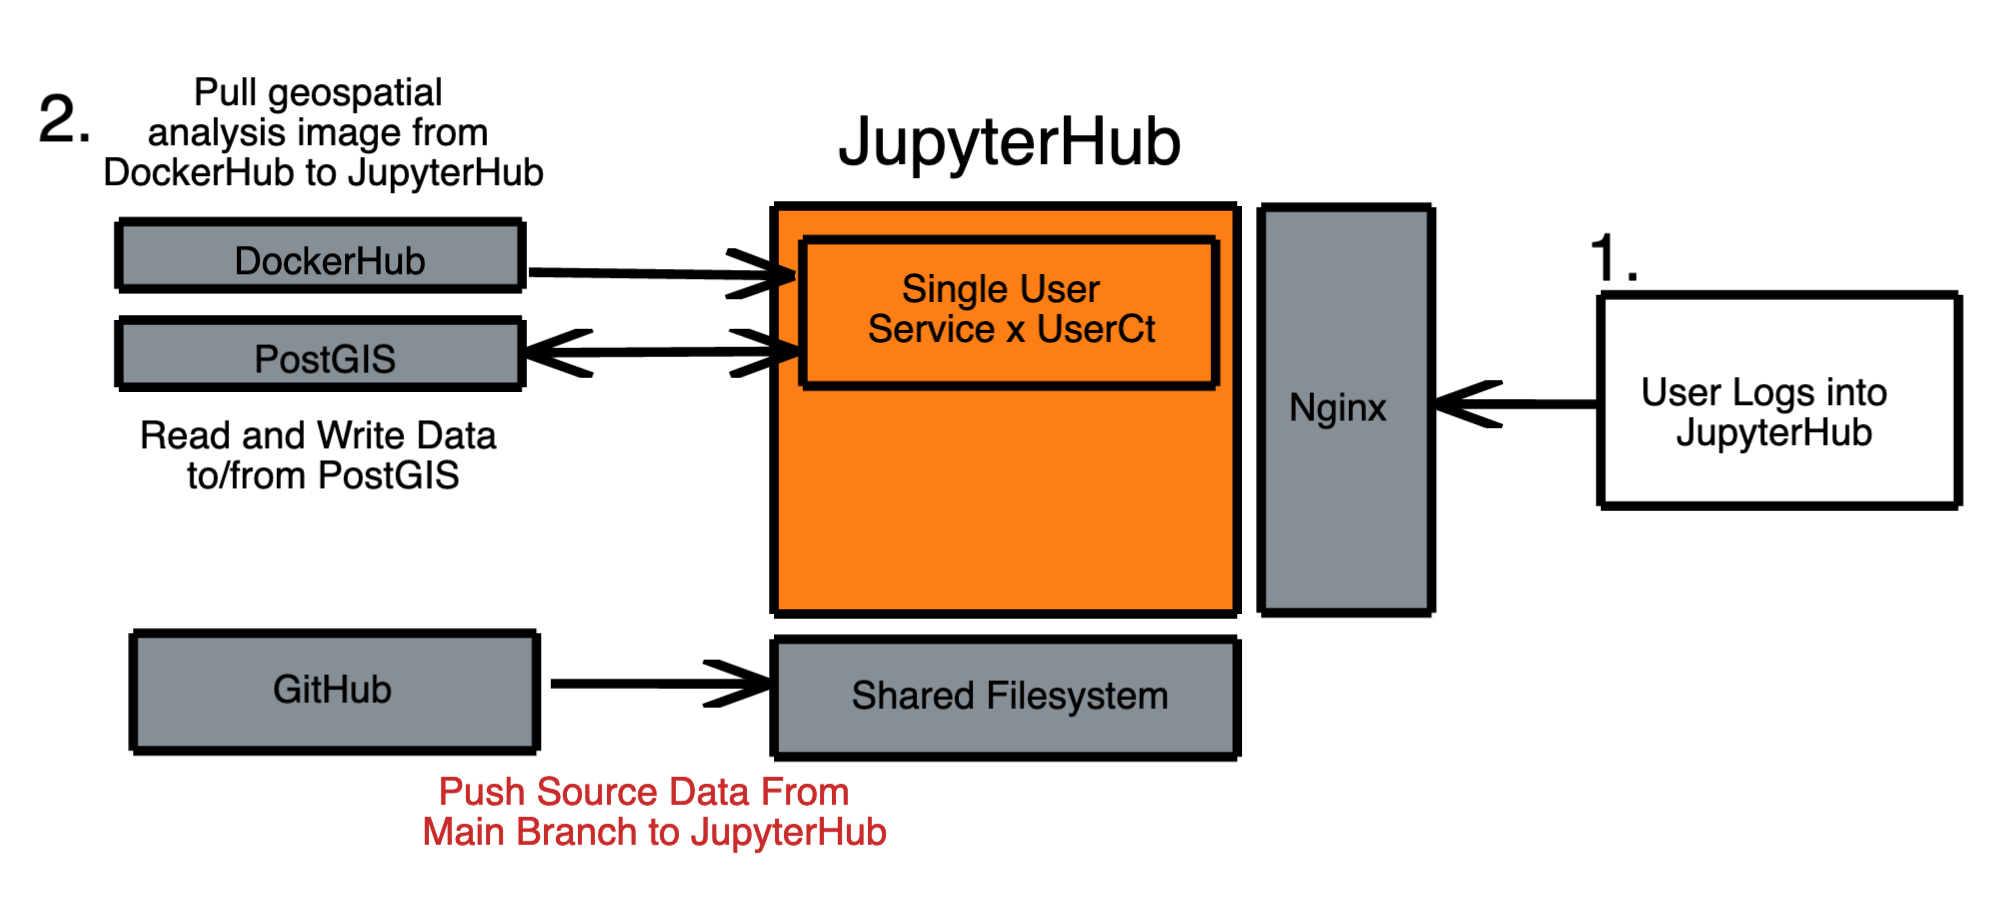 2.
Pull geospatial
analysis image from
DockerHub to JupyterHub
DockerHub
PostGIS
Read and Write Data
to/from PostGIS
GitHub
Push Source Data From
Main Branch to JupyterHub
JupyterHub
Single User
Service x UserCt
Shared Filesystem
Nginx
1.
User Logs into
JupyterHub